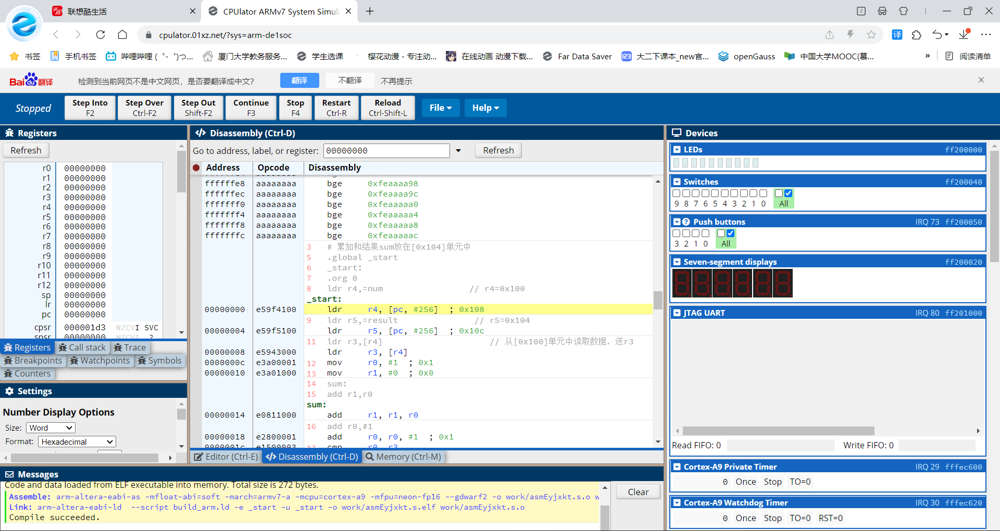 联想酷生活
CPUlator ARMv7 System Simul
2
cpulator.01xz.net/?sys=arm-de1soc
译
书签
手机书签
哔哩哔哩 ( ゜- ゜)つ...
厦门大学教务服务...
学生选课
樱花动漫 - 专注动...
在线动画 动漫下载...
Far Data Saver
123 大二下课本_new官...
openGauss
中国大学MOOC(慕...
»
阅读清单
Baidu翻译
检测到当前网页不是中文网页，是否要翻译成中文？
翻译
不翻译
不再提示
Stopped
Step Into F2
Step Over Ctrl-F2
Step Out Shift-F2
Continue F3
Stop F4
Restart Ctrl-R
Reload Ctrl-Shift-L
File
Help
Registers
Refresh
r0 00000000
r1 00000000
r2 00000000
r3 00000000
r4 00000000
r5 00000000
r6 00000000
r7 00000000
r8 00000000
r9 00000000
r10 00000000
r11 00000000
r12 00000000
sp 00000000
lr 00000000
pc 00000000
cpsr 000001d3 NZCVI SVC
spsr 00000000 NZCVI ?
Registers
Call stack
Trace
Breakpoints
Watchpoints
Symbols
Counters
Settings
Number Display Options
Size: Word
Format: Hexadecimal
Disassembly (Ctrl-D)
Go to address, label, or register: 00000000
Refresh
Address Opcode Disassembly
ffffffe8 aaaaaaaa bge 0xfeaaaa98
ffffffec aaaaaaaa bge 0xfeaaaa9c
fffffff0 aaaaaaaa bge 0xfeaaaaa0
fffffff4 aaaaaaaa bge 0xfeaaaaa4
fffffff8 aaaaaaaa bge 0xfeaaaaa8
fffffffc aaaaaaaa bge 0xfeaaaaac
3 # 累加和结果sum放在[0x104]单元中
5 .global _start
6 _start:
7 .org 0
8 ldr r4,=num // r4=0x100
_start:
00000000 e59f4100 ldr r4, [pc, #256] ; 0x108
9 ldr r5,=result // r5=0x104
00000004 e59f5100 ldr r5, [pc, #256] ; 0x10c
11 ldr r3,[r4] // 从[0x100]单元中读取数据，送r3
00000008 e5943000 ldr r3, [r4]
0000000c e3a00001 12 mov r0, #1 ; 0x1
00000010 e3a01000 13 mov r1, #0 ; 0x0
14 sum:
15 add r1,r0
sum:
00000014 e0811000 add r1, r1, r0
16 add r0,#1
00000018 e2800001 add r0, r0, #1 ; 0x1
0000001c e1500003 17 cmp r0, r3
Editor (Ctrl-E)
Disassembly (Ctrl-D)
Memory (Ctrl-M)
Messages
Code and data loaded from ELF executable into memory. Total size is 272 bytes.
Assemble: arm-altera-eabi-as -mfloat-abi=soft -march=armv7-a -mcpu=cortex-a9 -mfpu=neon-fp16 --gdwarf2 -o work/asmEyjxkt.s.o w
Link: arm-altera-eabi-ld --script build_arm.ld -e _start -u _start -o work/asmEyjxkt.s.elf work/asmEyjxkt.s.o
Compile succeeded.
Clear
Devices
LEDs ff200000
Switches ff200040
9 8 7 6 5 4 3 2 1 0 All
Push buttons IRQ 73 ff200050
3 2 1 0 All
Seven-segment displays ff200020
JTAG UART IRQ 80 ff201000
Read FIFO: 0 Write FIFO: 0
Cortex-A9 Private Timer IRQ 29 fffec600
0 Once Stop TO=0
Cortex-A9 Watchdog Timer IRQ 30 fffec620
0 Once Stop TO=0 RST=0